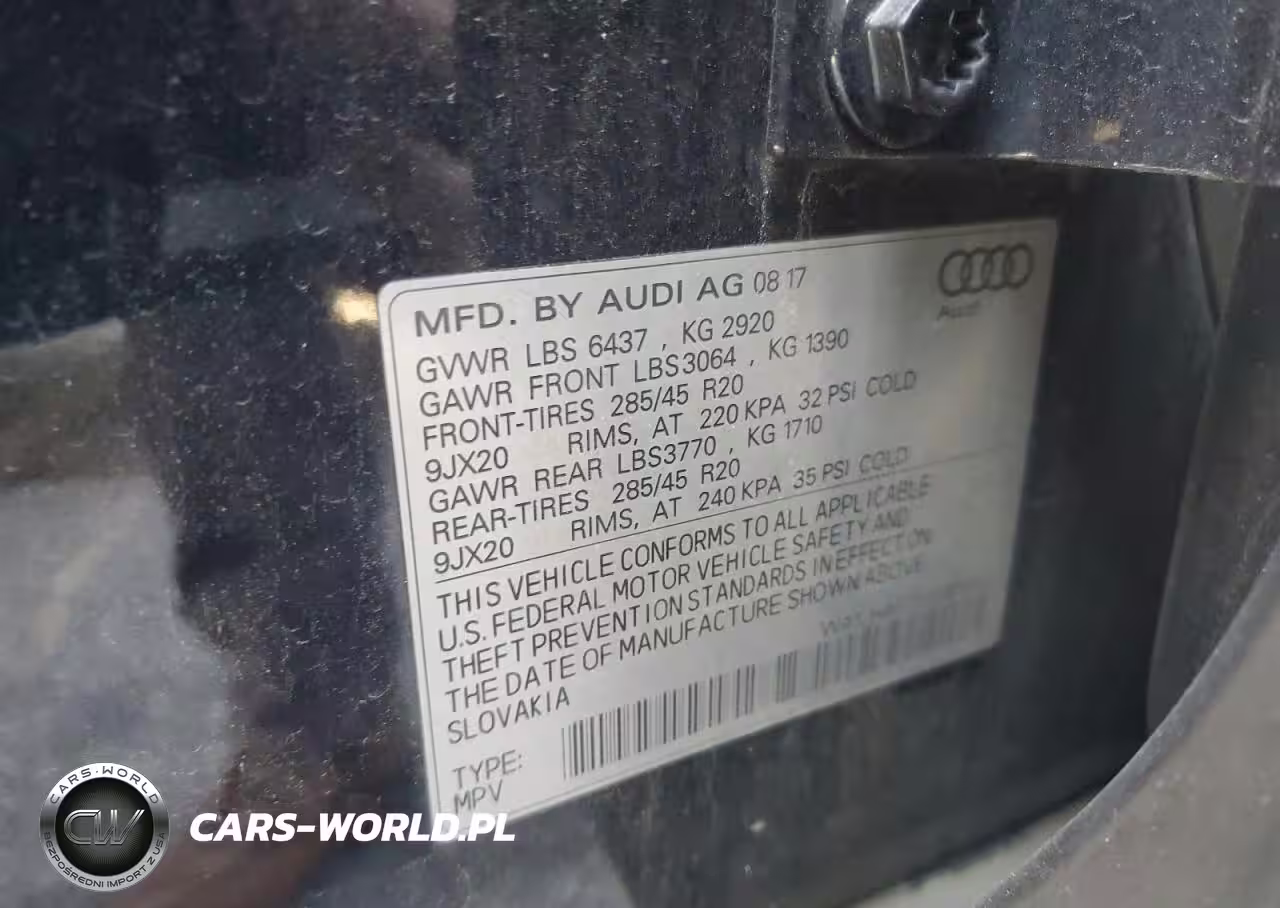 MFD. BY AUDI AG 08 17
Audi
GVWR LBS 6437 , KG 2920
GAWR FRONT LBS3064 , KG 1390
FRONT-TIRES 285/45 R20
9JX20 RIMS, AT 220 KPA 32 PSI COLD
GAWR REAR LBS3770 , KG 1710
REAR-TIRES 285/45 R20
9JX20 RIMS, AT 240 KPA 35 PSI COLD
THIS VEHICLE CONFORMS TO ALL APPLICABLE
U.S. FEDERAL MOTOR VEHICLE SAFETY AND
THEFT PREVENTION STANDARDS IN EFFECT ON
THE DATE OF MANUFACTURE SHOWN ABOVE
SLOVAKIA
TYPE:
MPV
CARS-WORLD
CW
BEZPOŚREDNI IMPORT Z USA
CARS-WORLD.PL